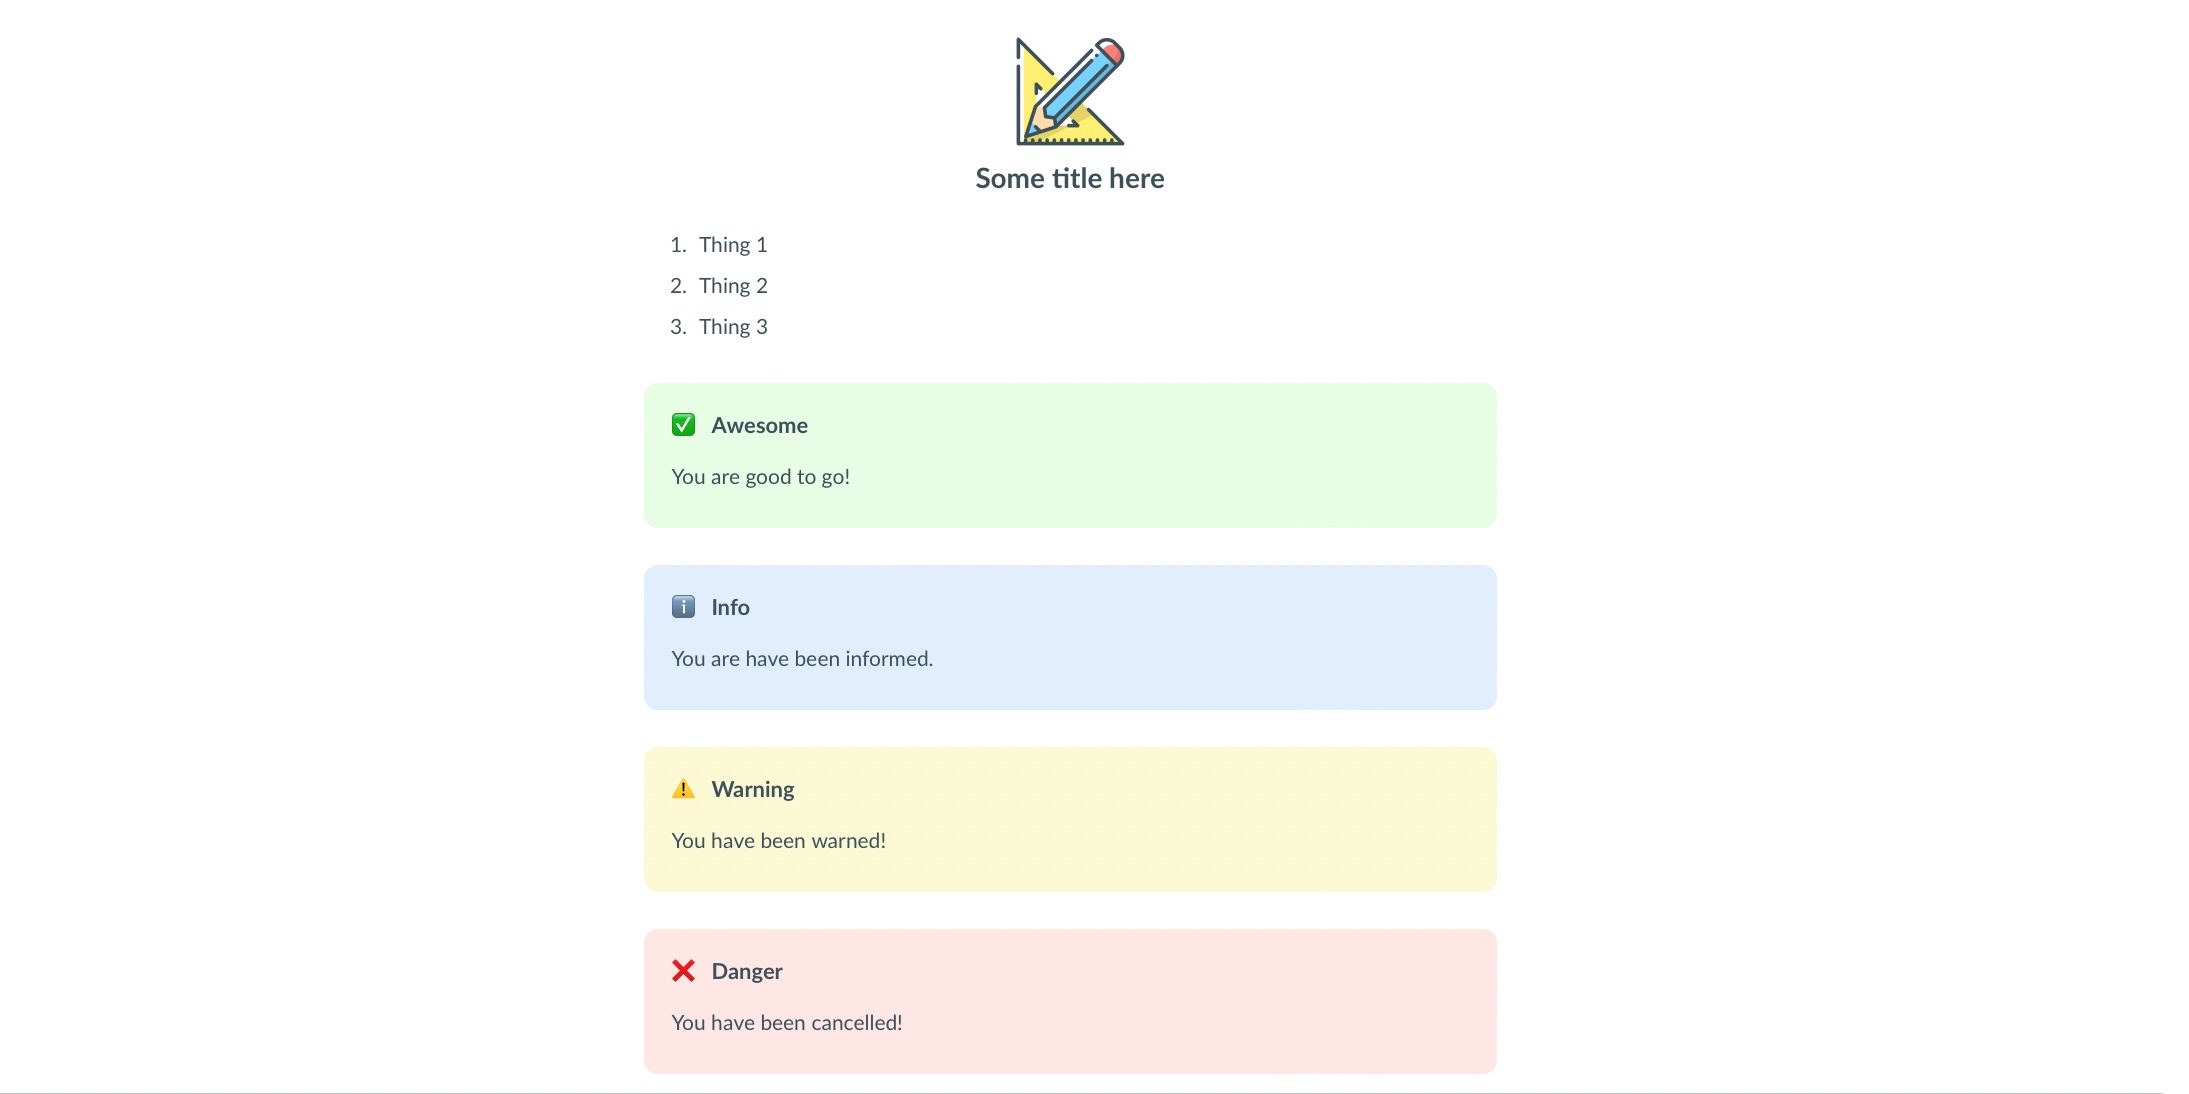 Some title here
1. Thing 1
2. Thing 2
3. Thing 3
✅ Awesome
You are good to go!
ℹ️ Info
You are have been informed.
⚠️ Warning
You have been warned!
❌ Danger
You have been cancelled!